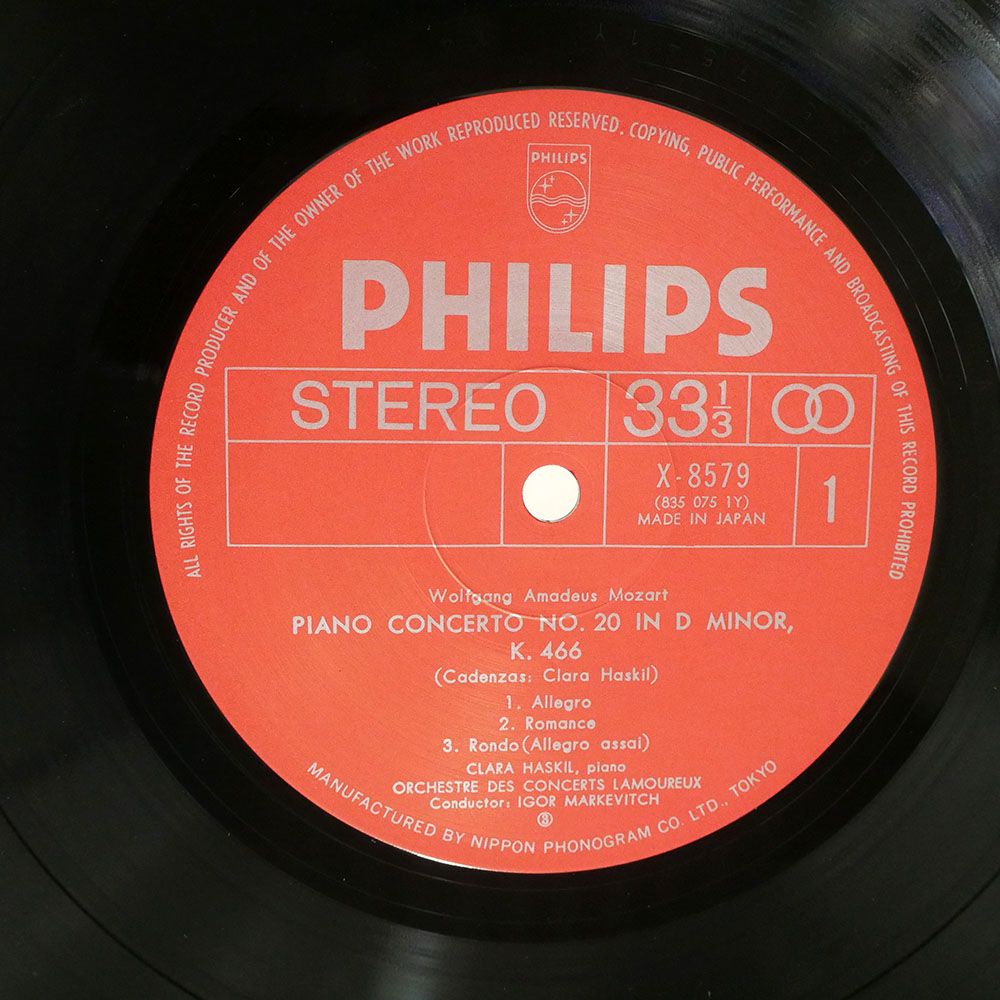 ALL RIGHTS OF THE RECORD PRODUCER AND OF THE OWNER OF THE WORK REPRODUCED RESERVED. COPYING, PUBLIC PERFORMANCE AND BROADCASTING OF THIS RECORD PROHIBITED
PHILIPS
PHILIPS
STEREO 33 1/3
X-8579
(835 075 1Y)
MADE IN JAPAN
1
Wolfgang Amadeus Mozart
PIANO CONCERTO NO. 20 IN D MINOR,
K. 466
(Cadenzas: Clara Haskil)
1. Allegro
2. Romance
3. Rondo (Allegro assai)
CLARA HASKIL, piano
ORCHESTRE DES CONCERTS LAMOUREUX
Conductor: IGOR MARKEVITCH
③
MANUFACTURED BY NIPPON PHONOGRAM CO. LTD., TOKYO